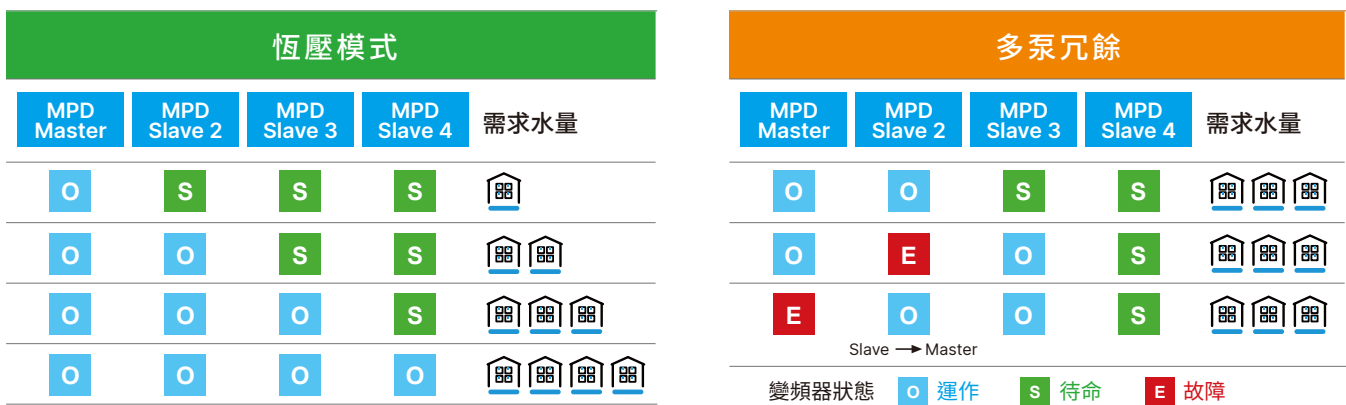 恆壓模式
MPD Master MPD Slave 2 MPD Slave 3 MPD Slave 4 需求水量
O S S S
O O S S
O O O S
O O O O
多泵冗餘
MPD Master MPD Slave 2 MPD Slave 3 MPD Slave 4 需求水量
O O S S
O E O S
E O O S
Slave → Master
變頻器狀態 O 運作 S 待命 E 故障